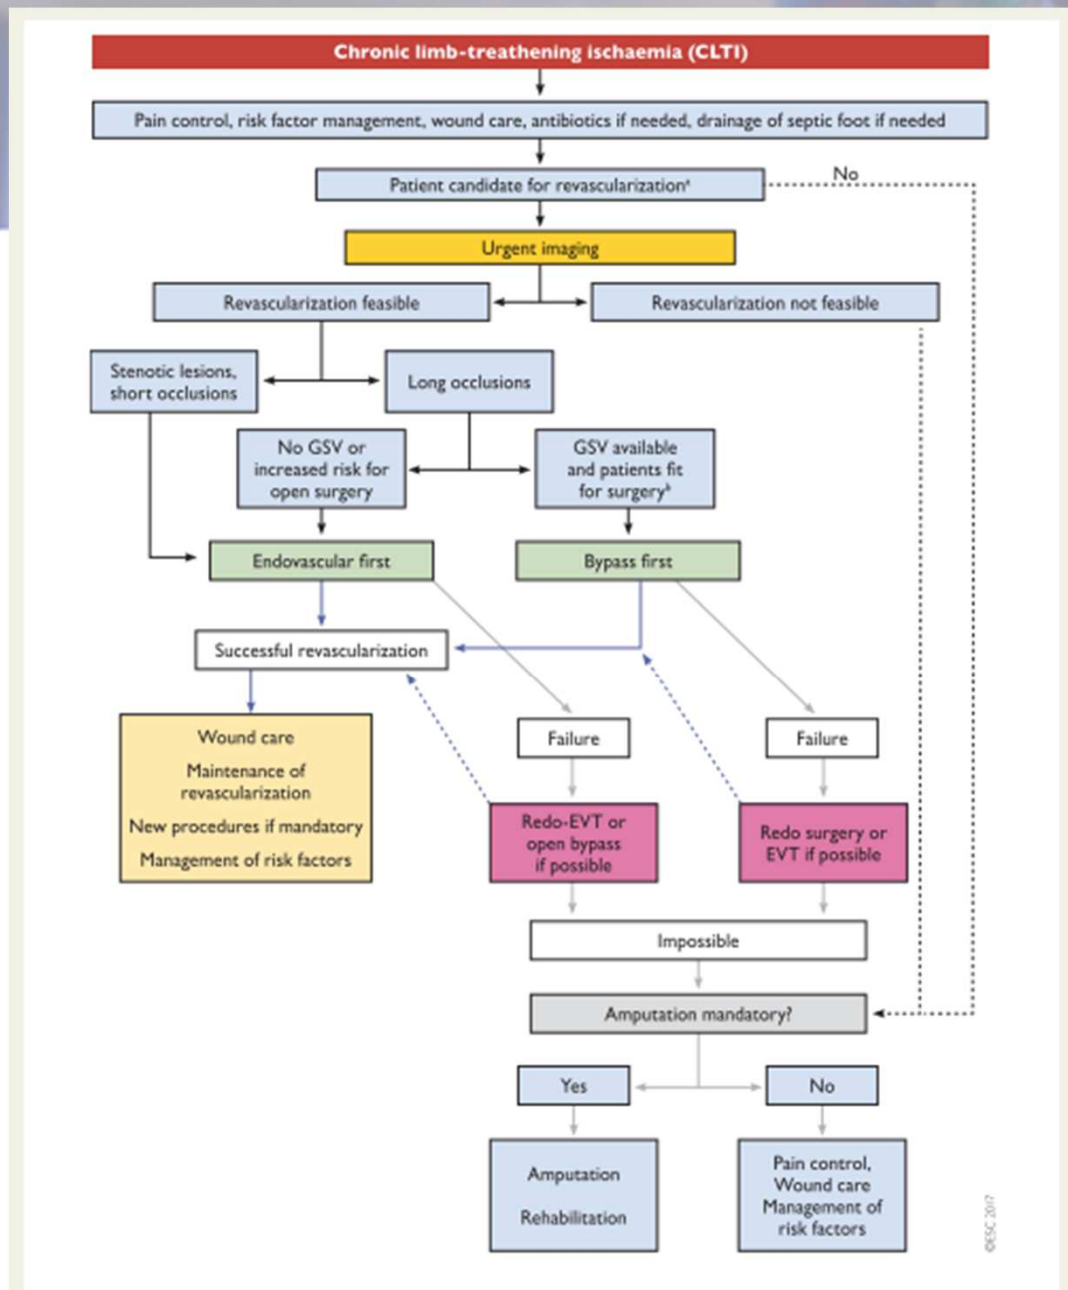 Chronic limb-treathening ischaemia (CLTI)
Pain control, risk factor management, wound care, antibiotics if needed, drainage of septic foot if needed
Patient candidate for revascularizationᵃ
No
Urgent imaging
Revascularization feasible
Revascularization not feasible
Stenotic lesions,
short occlusions
Long occlusions
No GSV or
increased risk for
open surgery
GSV available
and patients fit
for surgeryᵇ
Endovascular first
Bypass first
Successful revascularization
Wound care
Maintenance of
revascularization
New procedures if mandatory
Management of risk factors
Failure
Failure
Redo-EVT or
open bypass
if possible
Redo surgery or
EVT if possible
Impossible
Amputation mandatory?
Yes
No
Amputation
Rehabilitation
Pain control,
Wound care
Management of
risk factors
©ESC 2017